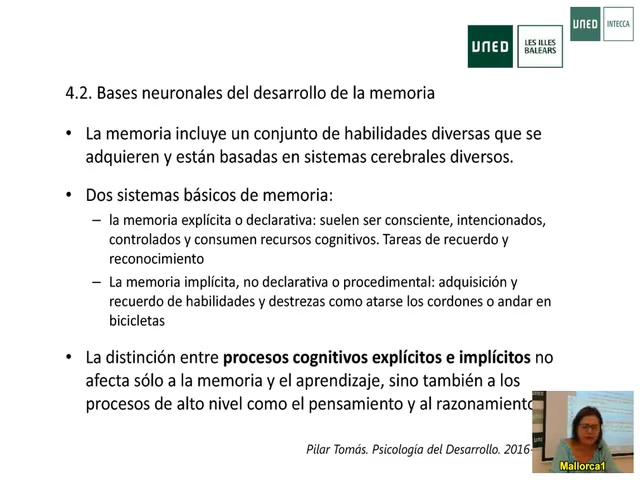 UNED
INTECCA
UNED
LES ILLES
BALEARS
4.2. Bases neuronales del desarrollo de la memoria
• La memoria incluye un conjunto de habilidades diversas que se
adquieren y están basadas en sistemas cerebrales diversos.
• Dos sistemas básicos de memoria:
– la memoria explícita o declarativa: suelen ser consciente, intencionados,
controlados y consumen recursos cognitivos. Tareas de recuerdo y
reconocimiento
– La memoria implícita, no declarativa o procedimental: adquisición y
recuerdo de habilidades y destrezas como atarse los cordones o andar en
bicicletas
• La distinción entre procesos cognitivos explícitos e implícitos no
afecta sólo a la memoria y el aprendizaje, sino también a los
procesos de alto nivel como el pensamiento y al razonamiento
Pilar Tomás. Psicología del Desarrollo. 2016-
Mallorca1